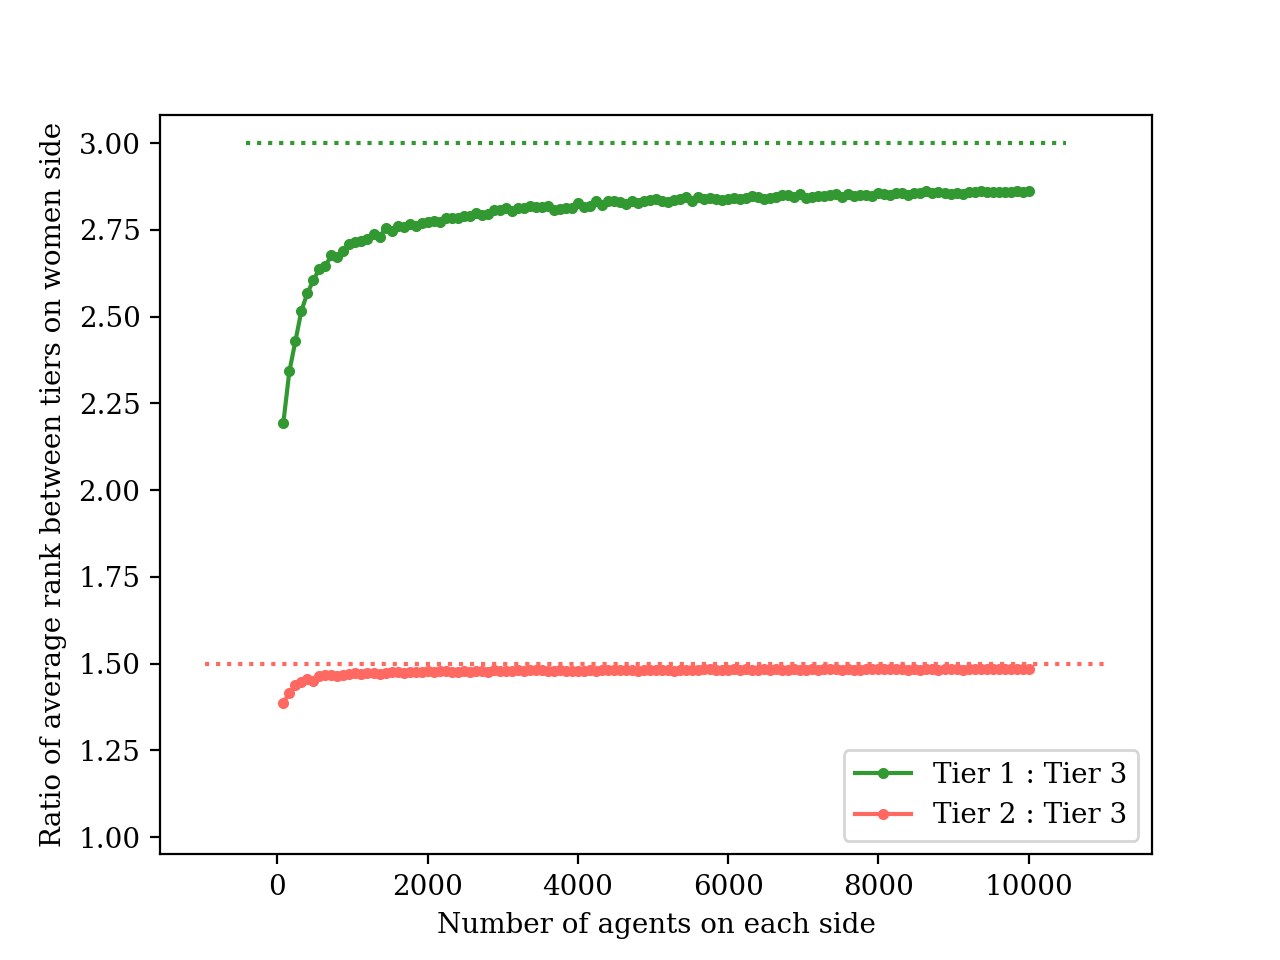 Ratio of average rank between tiers on women side
3.00
2.75
2.50
2.25
2.00
1.75
1.50
1.25
1.00
Tier 1 : Tier 3
Tier 2 : Tier 3
0 2000 4000 6000 8000 10000
Number of agents on each side